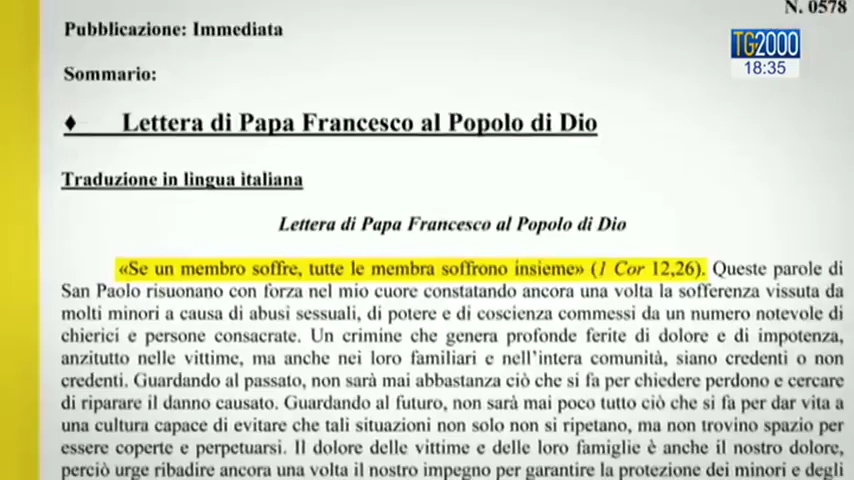 N. 0578
Pubblicazione: Immediata
TG2000
18:35
Sommario:
♦ Lettera di Papa Francesco al Popolo di Dio
Traduzione in lingua italiana
Lettera di Papa Francesco al Popolo di Dio
«Se un membro soffre, tutte le membra soffrono insieme» (1 Cor 12,26). Queste parole di
San Paolo risuonano con forza nel mio cuore constatando ancora una volta la sofferenza vissuta da
molti minori a causa di abusi sessuali, di potere e di coscienza commessi da un numero notevole di
chierici e persone consacrate. Un crimine che genera profonde ferite di dolore e di impotenza,
anzitutto nelle vittime, ma anche nei loro familiari e nell'intera comunità, siano credenti o non
credenti. Guardando al passato, non sarà mai abbastanza ciò che si fa per chiedere perdono e cercare
di riparare il danno causato. Guardando al futuro, non sarà mai poco tutto ciò che si fa per dar vita a
una cultura capace di evitare che tali situazioni non solo non si ripetano, ma non trovino spazio per
essere coperte e perpetuarsi. Il dolore delle vittime e delle loro famiglie è anche il nostro dolore,
perciò urge ribadire ancora una volta il nostro impegno per garantire la protezione dei minori e degli